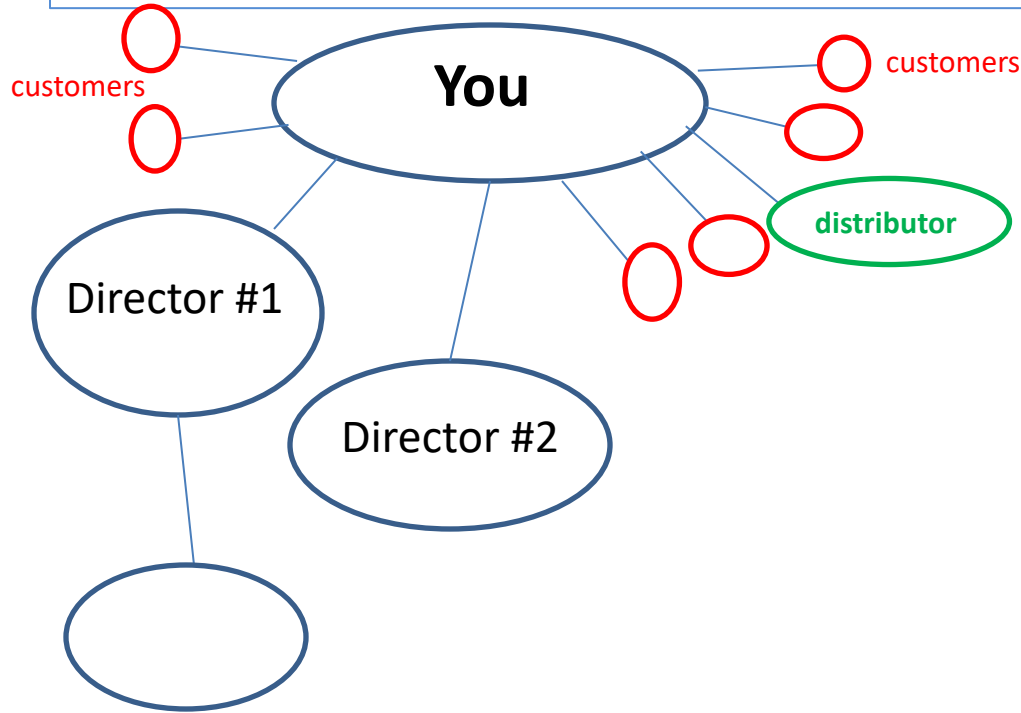 You
customers
customers
distributor
Director #1
Director #2